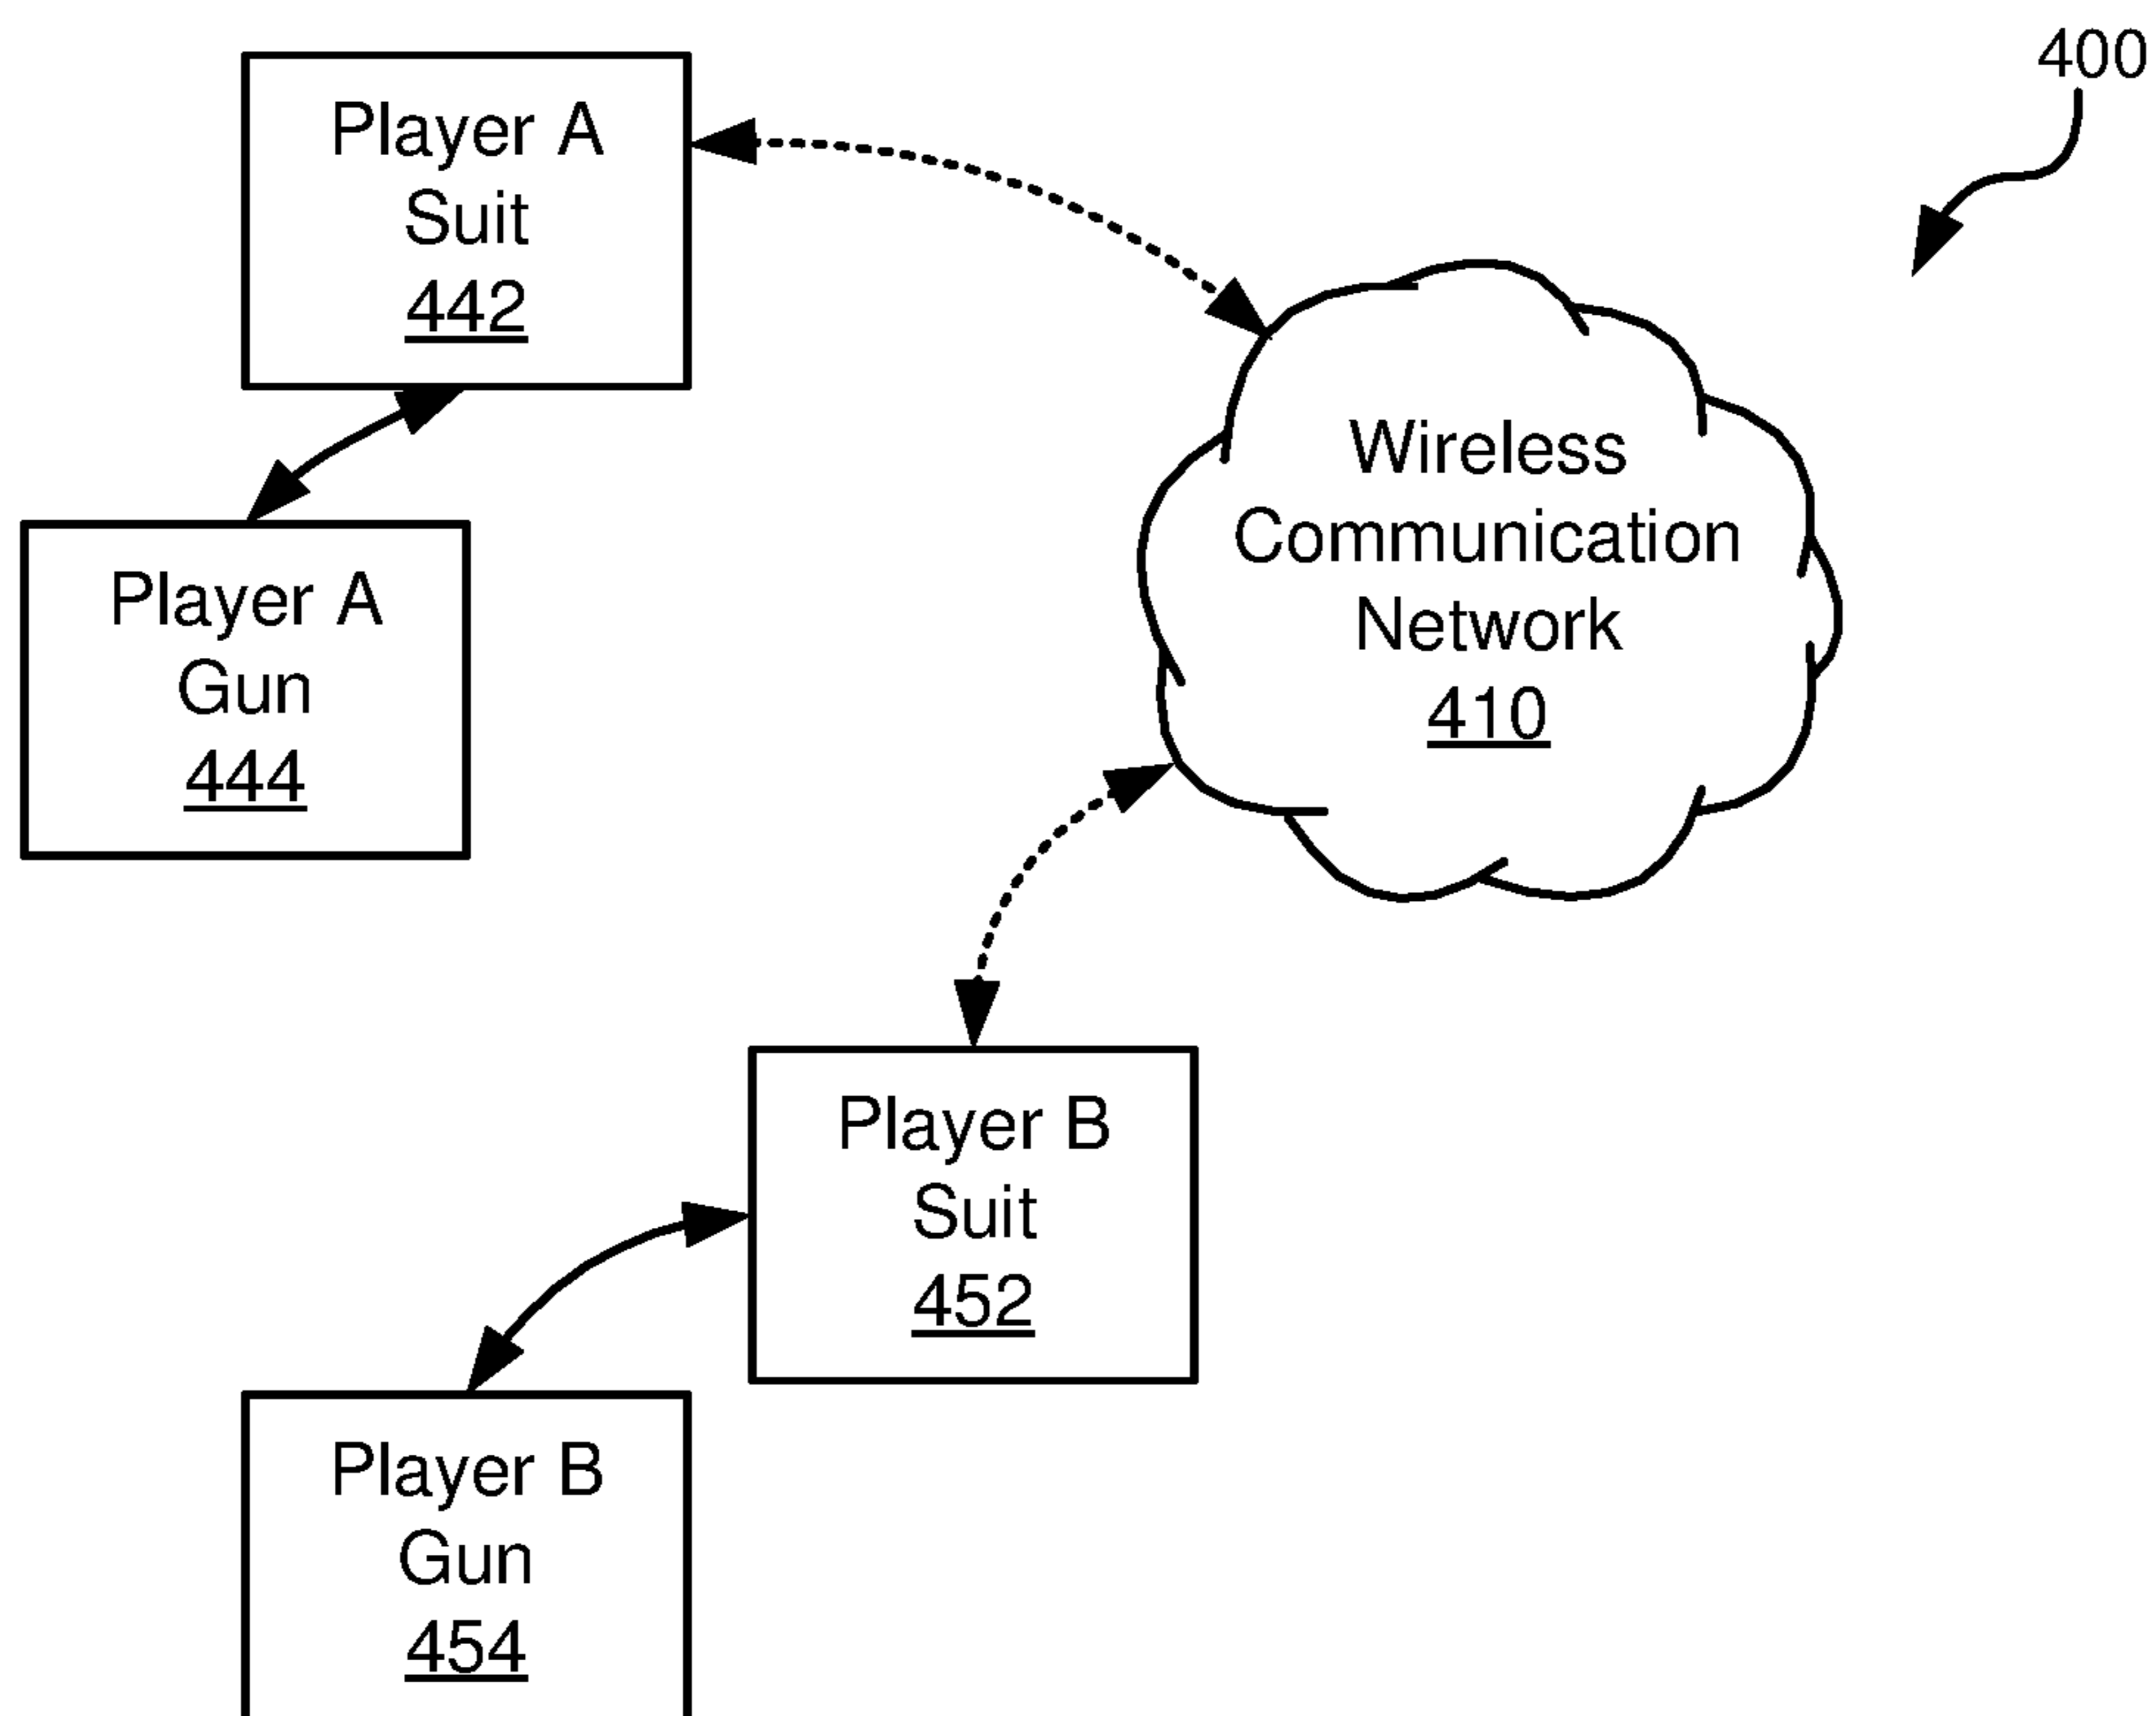 400
Player A
Suit
442
Player A
Gun
444
Wireless
Communication
Network
410
Player B
Suit
452
Player B
Gun
454